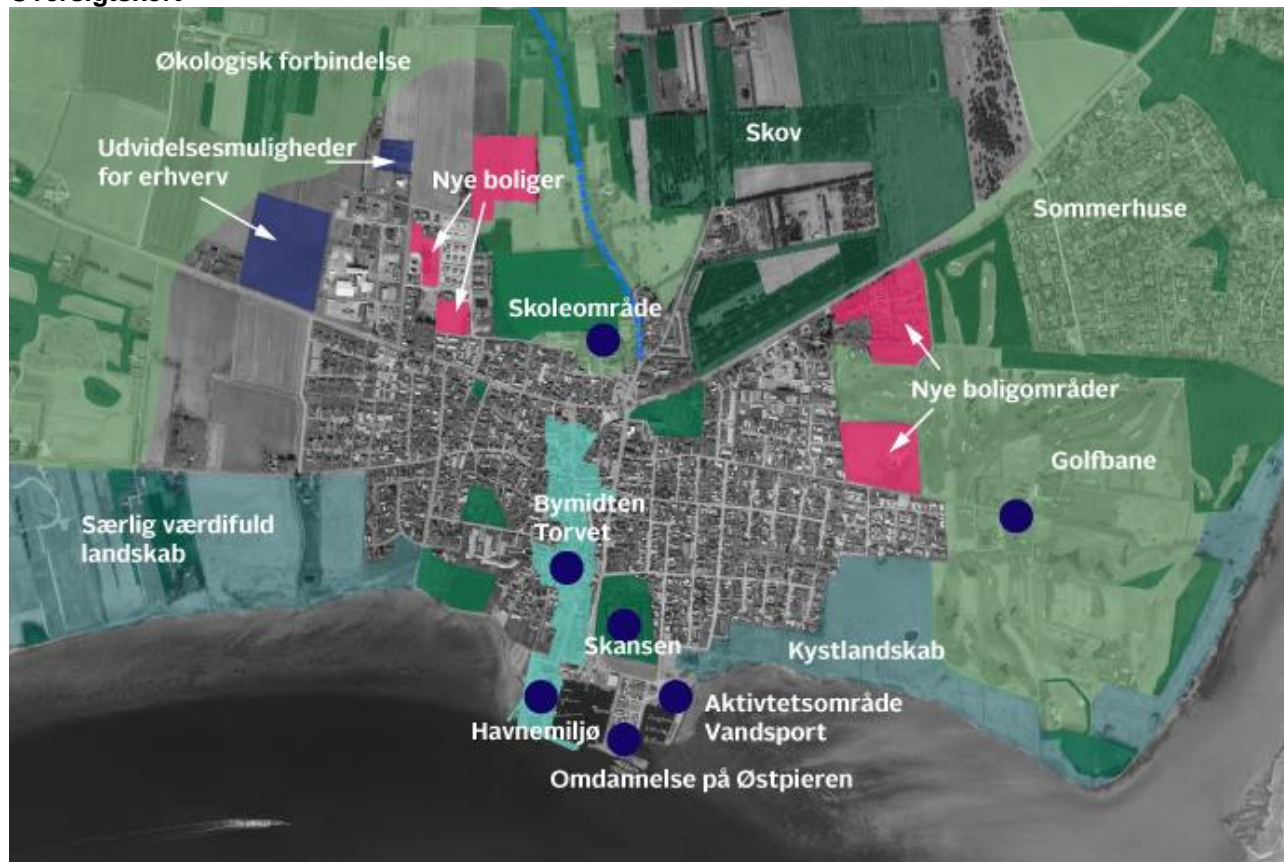 Oversigtskort
Økologisk forbindelse
Udvidelsesmuligheder
for erhverv
Nye boliger
Skov
Sommerhuse
Skoleområde
Nye boligområder
Golfbane
Bymidten
Torvet
Særlig værdifuld
landskab
Skansen
Kystlandskab
Havnemiljø
Aktivtetsområde
Vandsport
Omdannelse på Østpieren